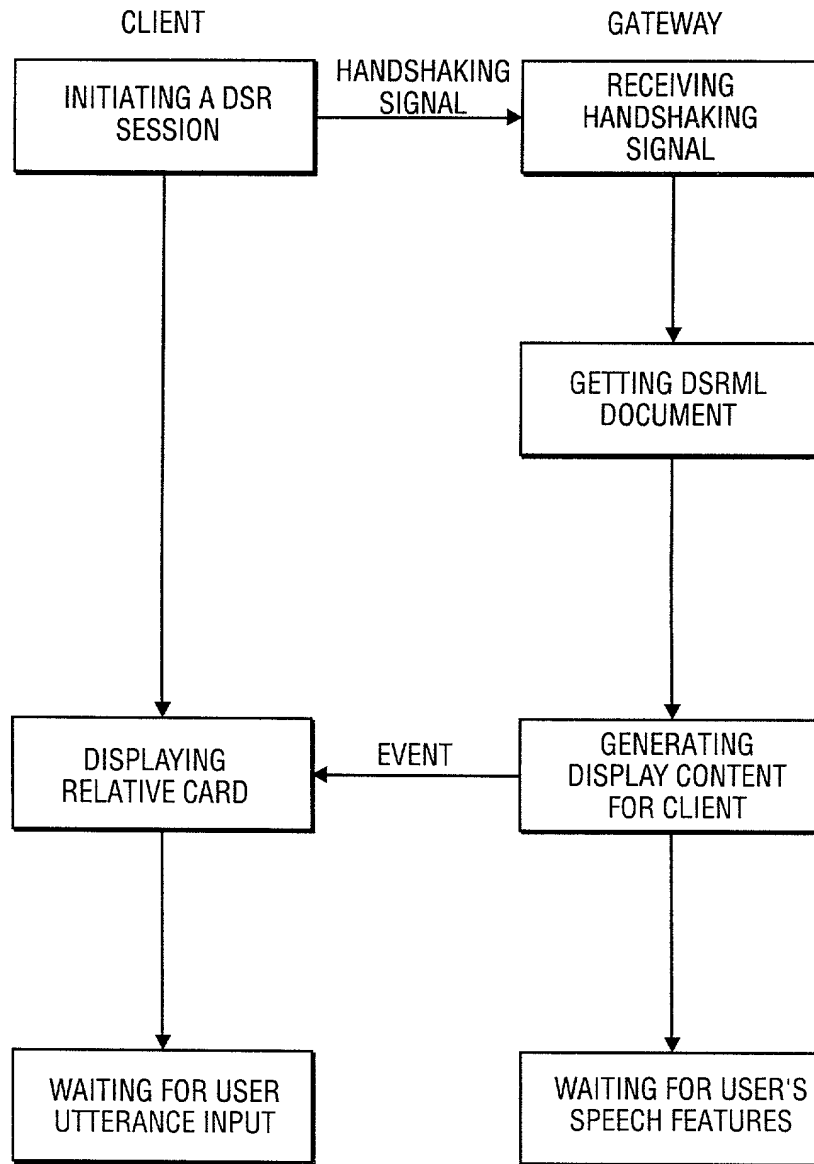 CLIENT
GATEWAY
INITIATING A DSR
SESSION
HANDSHAKING
SIGNAL
RECEIVING
HANDSHAKING
SIGNAL
GETTING DSRML
DOCUMENT
DISPLAYING
RELATIVE CARD
EVENT
GENERATING
DISPLAY CONTENT
FOR CLIENT
WAITING FOR USER
UTTERANCE INPUT
WAITING FOR USER'S
SPEECH FEATURES